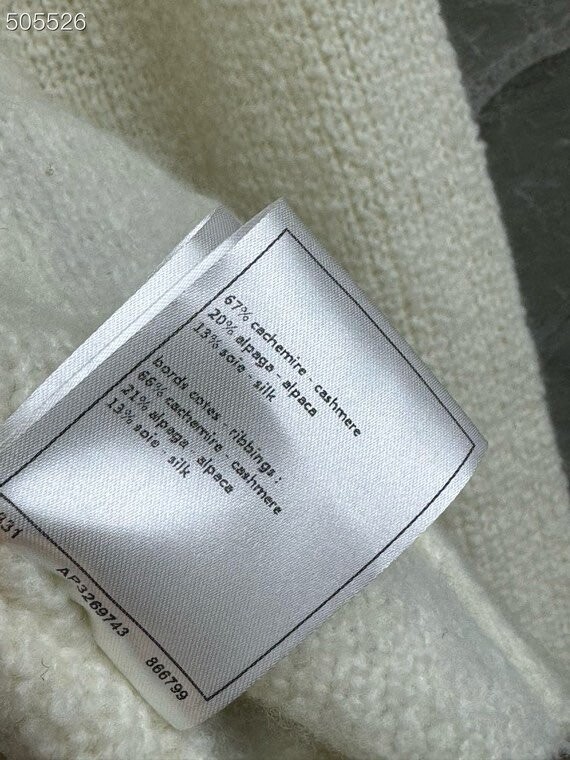 505526
67% cachemire - cashmere
20% alpaga - alpaca
13% soie - silk
bords cotes - ribbings :
66% cachemire - cashmere
21% alpaga - alpaca
13% soie - silk
AP3269743
866799